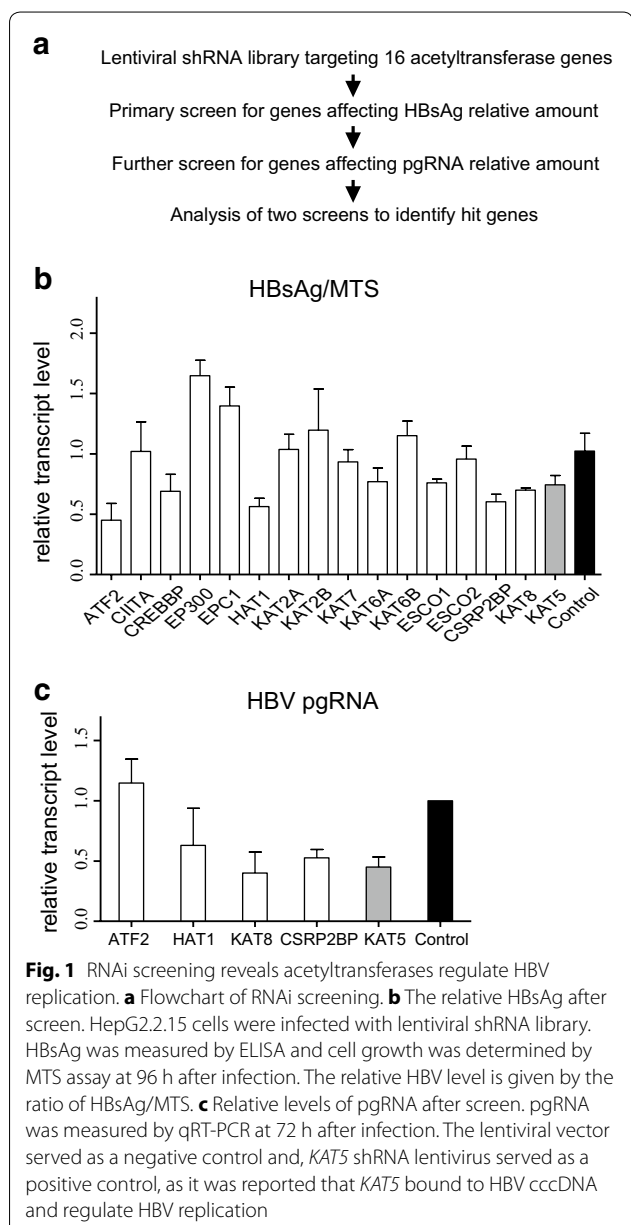 a
Lentiviral shRNA library targeting 16 acetyltransferase genes
Primary screen for genes affecting HBsAg relative amount
Further screen for genes affecting pgRNA relative amount
Analysis of two screens to identify hit genes
b
HBsAg/MTS
relative transcript level
2.0
1.5
1.0
0.5
0.0
ATF2 CIITA CREBBP EP300 EPC1 HAT1 KAT2A KAT2B KAT7 KAT6A KAT6B ESCO1 ESCO2 CSRP2BP KAT8 KAT5 Control
c
HBV pgRNA
relative transcript level
1.5
1.0
0.5
0.0
ATF2 HAT1 KAT8 CSRP2BP KAT5 Control
Fig. 1 RNAi screening reveals acetyltransferases regulate HBV
replication. a Flowchart of RNAi screening. b The relative HBsAg after
screen. HepG2.2.15 cells were infected with lentiviral shRNA library.
HBsAg was measured by ELISA and cell growth was determined by
MTS assay at 96 h after infection. The relative HBV level is given by the
ratio of HBsAg/MTS. c Relative levels of pgRNA after screen. pgRNA
was measured by qRT-PCR at 72 h after infection. The lentiviral vector
served as a negative control and, KAT5 shRNA lentivirus served as a
positive control, as it was reported that KAT5 bound to HBV cccDNA
and regulate HBV replication